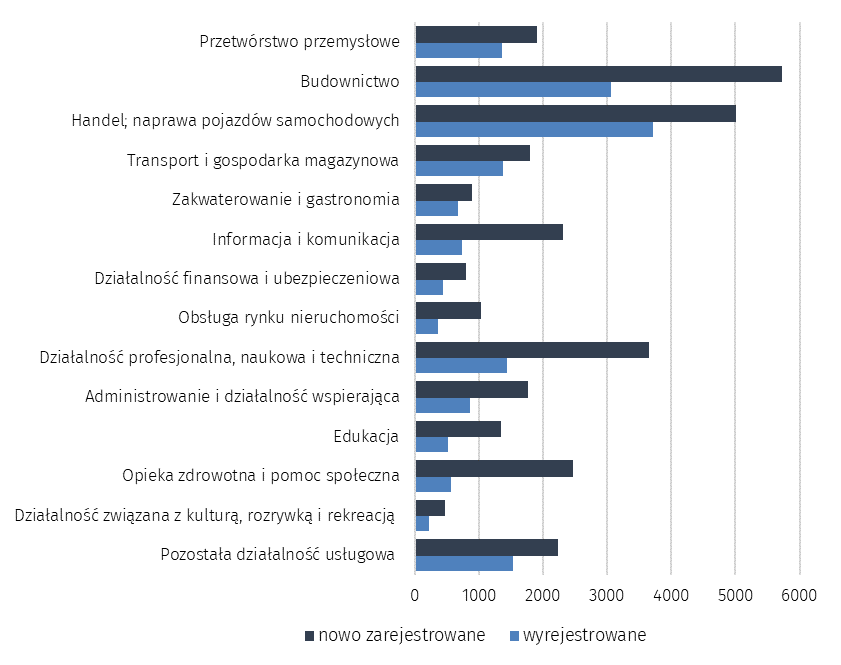 Przetwórstwo przemysłowe
Budownictwo
Handel; naprawa pojazdów samochodowych
Transport i gospodarka magazynowa
Zakwaterowanie i gastronomia
Informacja i komunikacja
Działalność finansowa i ubezpieczeniowa
Obsługa rynku nieruchomości
Działalność profesjonalna, naukowa i techniczna
Administrowanie i działalność wspierająca
Edukacja
Opieka zdrowotna i pomoc społeczna
Działalność związana z kulturą, rozrywką i rekreacją
Pozostała działalność usługowa
0 1000 2000 3000 4000 5000 6000
nowo zarejestrowane wyrejestrowane